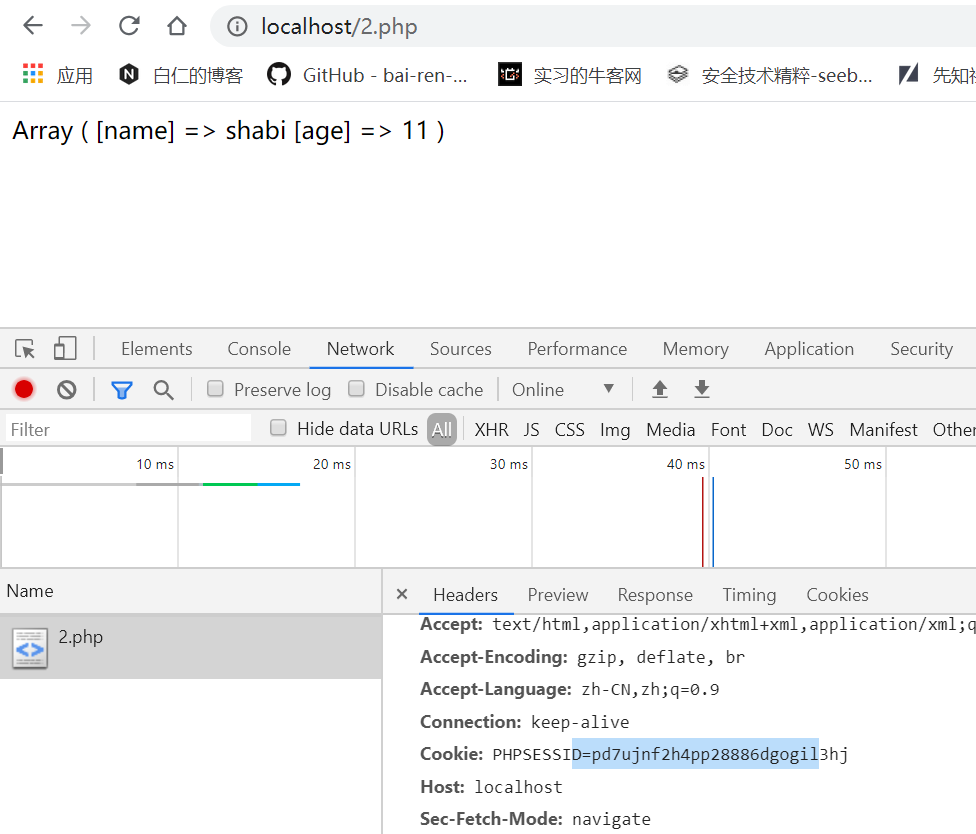 localhost/2.php
应用 白仁的博客 GitHub - bai-ren-... 实习的牛客网 安全技术精粹-seeb... 先知社
Array ( [name] => shabi [age] => 11 )
Elements Console Network Sources Performance Memory Application Security
Preserve log Disable cache Online
Filter Hide data URLs All XHR JS CSS Img Media Font Doc WS Manifest Other
10 ms 20 ms 30 ms 40 ms 50 ms
Name × Headers Preview Response Timing Cookies
Accept: text/html,application/xhtml+xml,application/xml;q
2.php
Accept-Encoding: gzip, deflate, br
Accept-Language: zh-CN,zh;q=0.9
Connection: keep-alive
Cookie: PHPSESSID=pd7ujnf2h4pp28886dgogil3hj
Host: localhost
Sec-Fetch-Mode: navigate